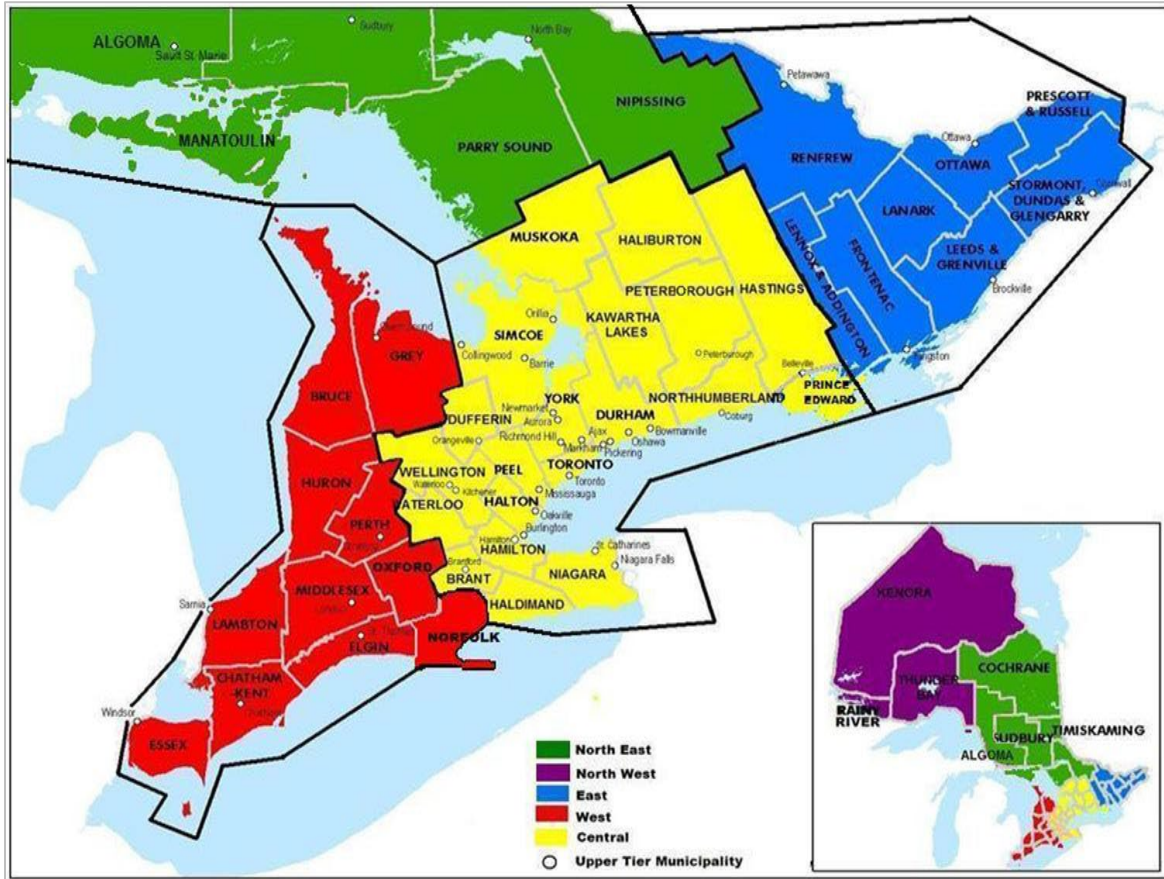 ALGOMA
Sudbury
Sault St. Marie
North Bay
MANATOULIN
PARRY SOUND
NIPISSING
Petawawa
RENFREW
Ottawa
OTTAWA
PRESCOTT
& RUSSELL
STORMONT,
DUNDAS &
GLENGARRY
Cornwall
LANARK
LEEDS &
GRENVILLE
Brockville
LENNOX & ADDINGTON
FRONTENAC
Kingston
MUSKOKA
HALIBURTON
PETERBOROUGH
HASTINGS
KAWARTHA
LAKES
Orillia
SIMCOE
Collingwood
Barrie
Peterborough
Belleville
PRINCE
EDWARD
NORTHHUMBERLAND
Coburg
YORK
Newmarket
Aurora
DURHAM
DUFFERIN
Richmond Hill
Ajax
Bowmanville
Oshawa
Orangeville
Markham
Pickering
WELLINGTON
PEEL
TORONTO
Toronto
Waterloo
Kitchener
Mississauga
WATERLOO
HALTON
Oakville
Burlington
Hamilton
HAMILTON
St. Catharines
Niagara Falls
Brantford
BRANT
NIAGARA
HALDIMAND
GREY
BRUCE
HURON
PERTH
OXFORD
MIDDLESEX
London
Sarnia
LAMBTON
St. Thomas
ELGIN
NORFOLK
CHATHAM
-KENT
Windsor
ESSEX
North East
North West
East
West
Central
Upper Tier Municipality
KENORA
COCHRANE
THUNDER
BAY
RAINY
RIVER
SUDBURY
TIMISKAMING
ALGOMA